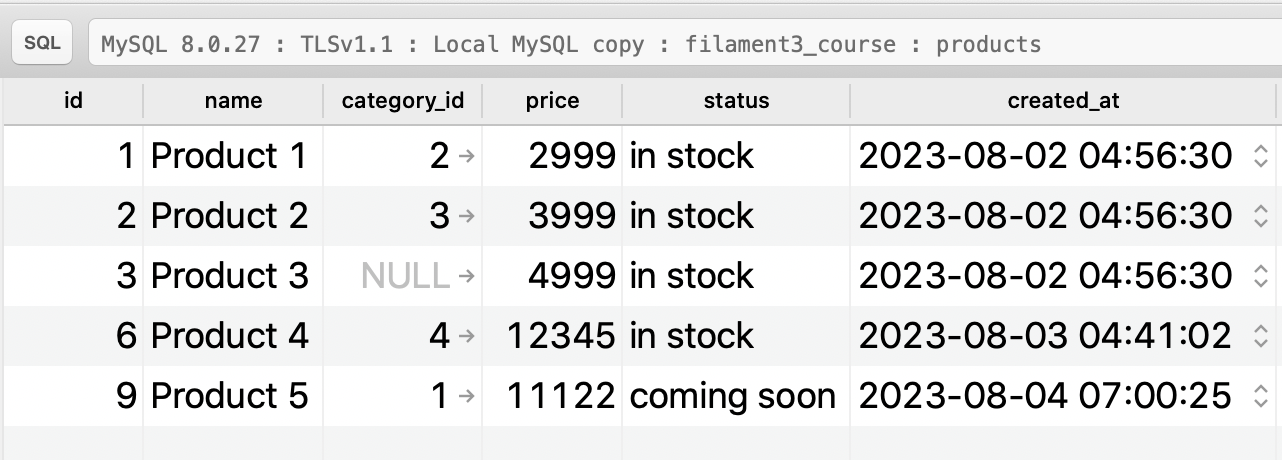 SQL MySQL 8.0.27 : TLSv1.1 : Local MySQL copy : filament3_course : products
id name category_id price status created_at
1 Product 1 2 → 2999 in stock 2023-08-02 04:56:30
2 Product 2 3 → 3999 in stock 2023-08-02 04:56:30
3 Product 3 NULL → 4999 in stock 2023-08-02 04:56:30
6 Product 4 4 → 12345 in stock 2023-08-03 04:41:02
9 Product 5 1 → 11122 coming soon 2023-08-04 07:00:25